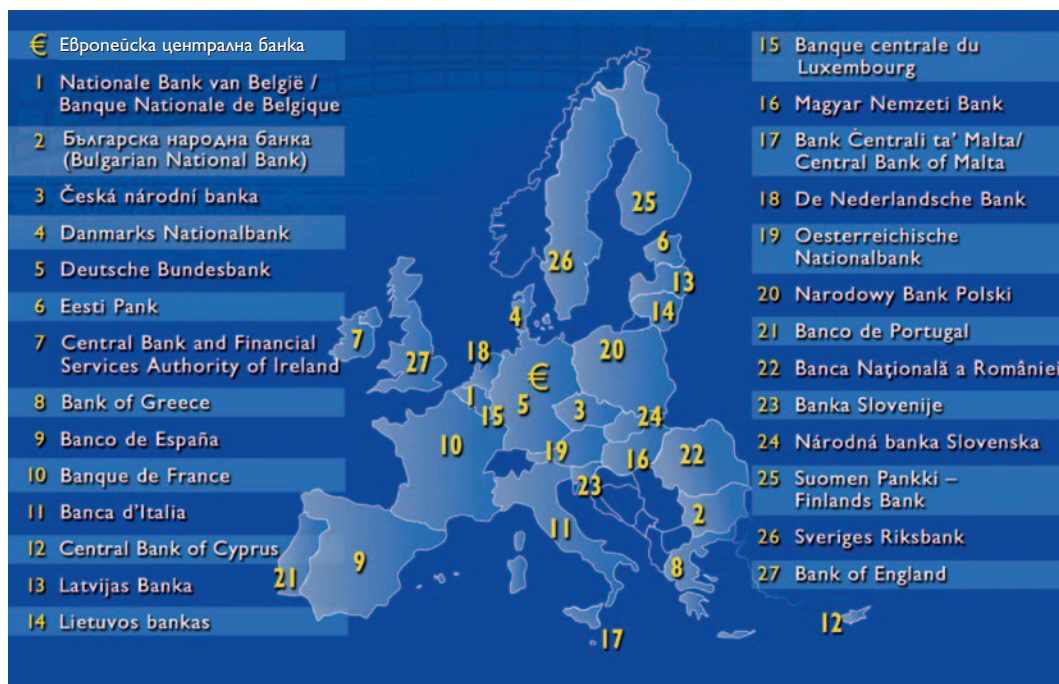 € Европейска централна банка
1 Nationale Bank van België /
Banque Nationale de Belgique
2 Българска народна банка
(Bulgarian National Bank)
3 Česká národní banka
4 Danmarks Nationalbank
5 Deutsche Bundesbank
6 Eesti Pank
7 Central Bank and Financial
Services Authority of Ireland
8 Bank of Greece
9 Banco de España
10 Banque de France
11 Banca d'Italia
12 Central Bank of Cyprus
13 Latvijas Banka
14 Lietuvos bankas
15 Banque centrale du
Luxembourg
16 Magyar Nemzeti Bank
17 Bank Ċentrali ta' Malta/
Central Bank of Malta
18 De Nederlandsche Bank
19 Oesterreichische
Nationalbank
20 Narodowy Bank Polski
21 Banco de Portugal
22 Banca Naţională a României
23 Banka Slovenije
24 Národná banka Slovenska
25 Suomen Pankki –
Finlands Bank
26 Sveriges Riksbank
27 Bank of England
25
6
26
13
14
4
7
18
20
27
€
1
5
3
15
24
10
19
16
22
23
2
11
9
8
21
12
17